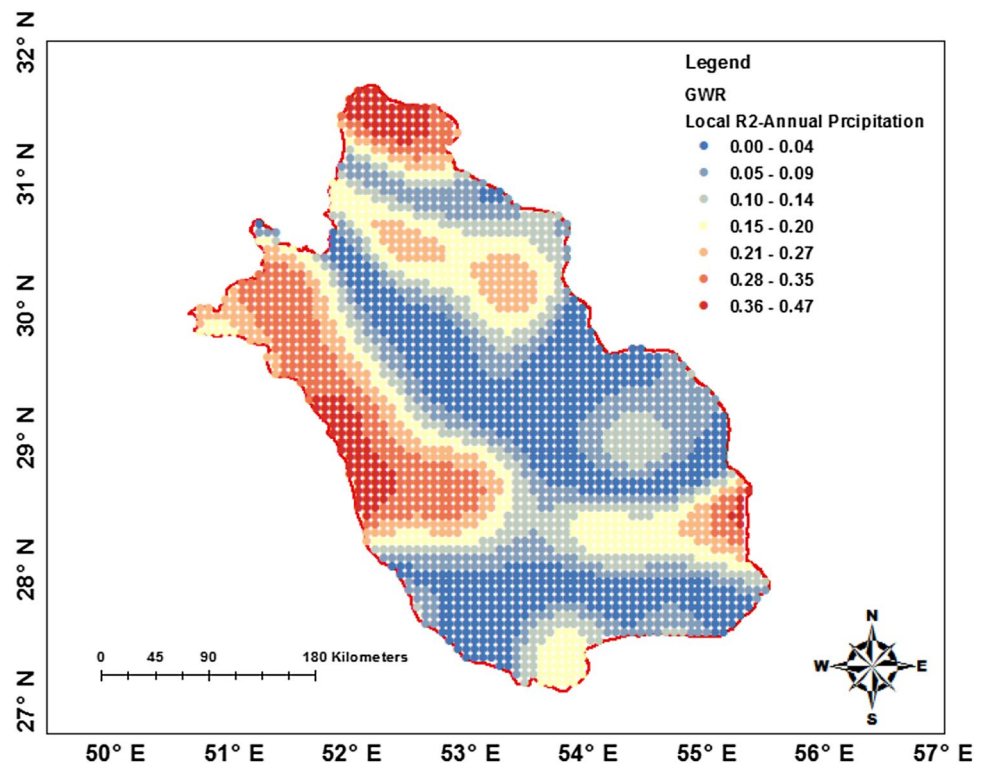 32° N
31° N
30° N
29° N
28° N
27° N
Legend
GWR
Local R2-Annual Prcipitation
0.00 - 0.04
0.05 - 0.09
0.10 - 0.14
0.15 - 0.20
0.21 - 0.27
0.28 - 0.35
0.36 - 0.47
0 45 90 180 Kilometers
N
W E
S
50° E 51° E 52° E 53° E 54° E 55° E 56° E 57° E